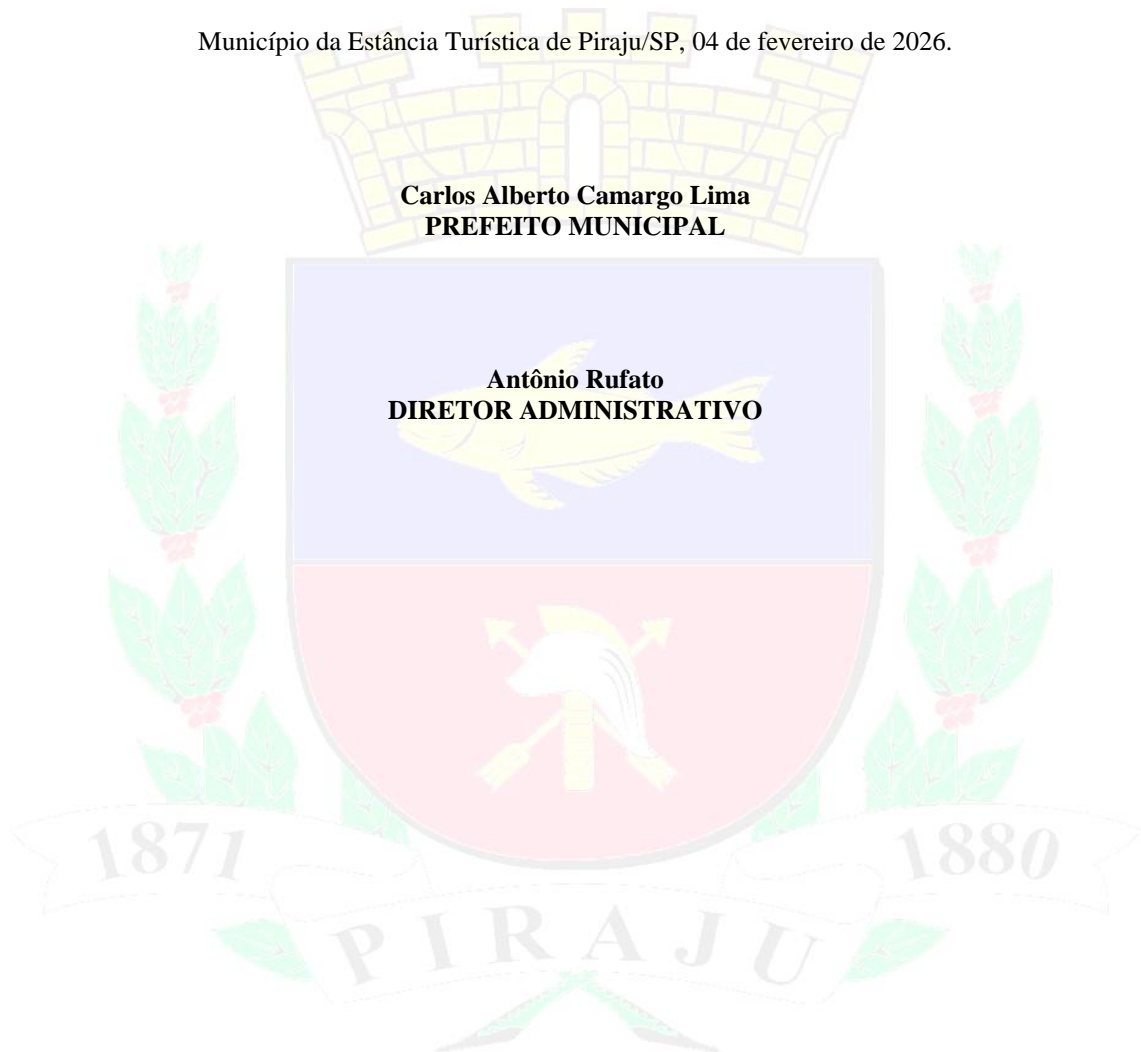 Município da Estância Turística de Piraju/SP, 04 de fevereiro de 2026.
Carlos Alberto Camargo Lima
PREFEITO MUNICIPAL
Antônio Rufato
DIRETOR ADMINISTRATIVO
1871
1880
PIRAJU